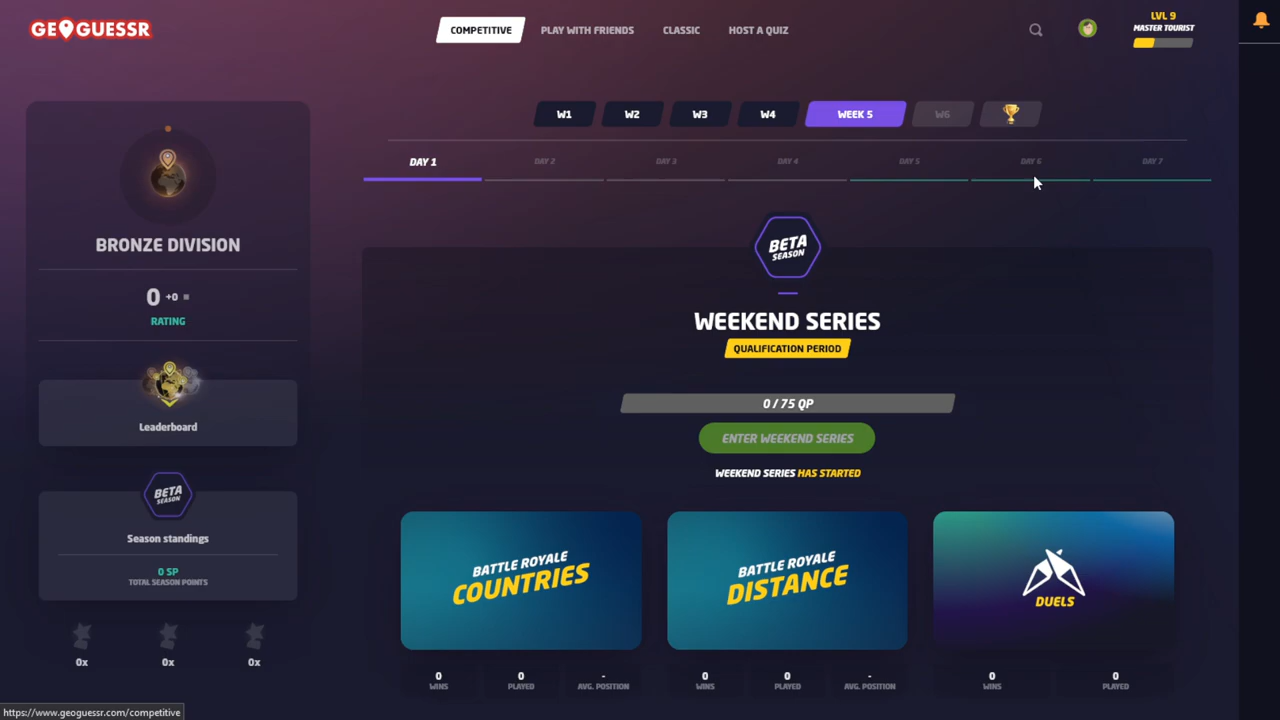 GEOGUESSR
COMPETITIVE
PLAY WITH FRIENDS
CLASSIC
HOST A QUIZ
LVL 9
MASTER TOURIST
W1
W2
W3
W4
WEEK 5
W6
DAY 1
DAY 2
DAY 3
DAY 4
DAY 5
DAY 6
DAY 7
BRONZE DIVISION
0 +0 =
RATING
Leaderboard
BETA
SEASON
Season standings
0 SP
TOTAL SEASON POINTS
0x
0x
0x
BETA
SEASON
WEEKEND SERIES
QUALIFICATION PERIOD
0 / 75 QP
ENTER WEEKEND SERIES
WEEKEND SERIES HAS STARTED
BATTLE ROYALE
COUNTRIES
0
WINS
0
PLAYED
-
AVG. POSITION
BATTLE ROYALE
DISTANCE
0
WINS
0
PLAYED
-
AVG. POSITION
DUELS
0
WINS
0
PLAYED
https://www.geoguessr.com/competitive